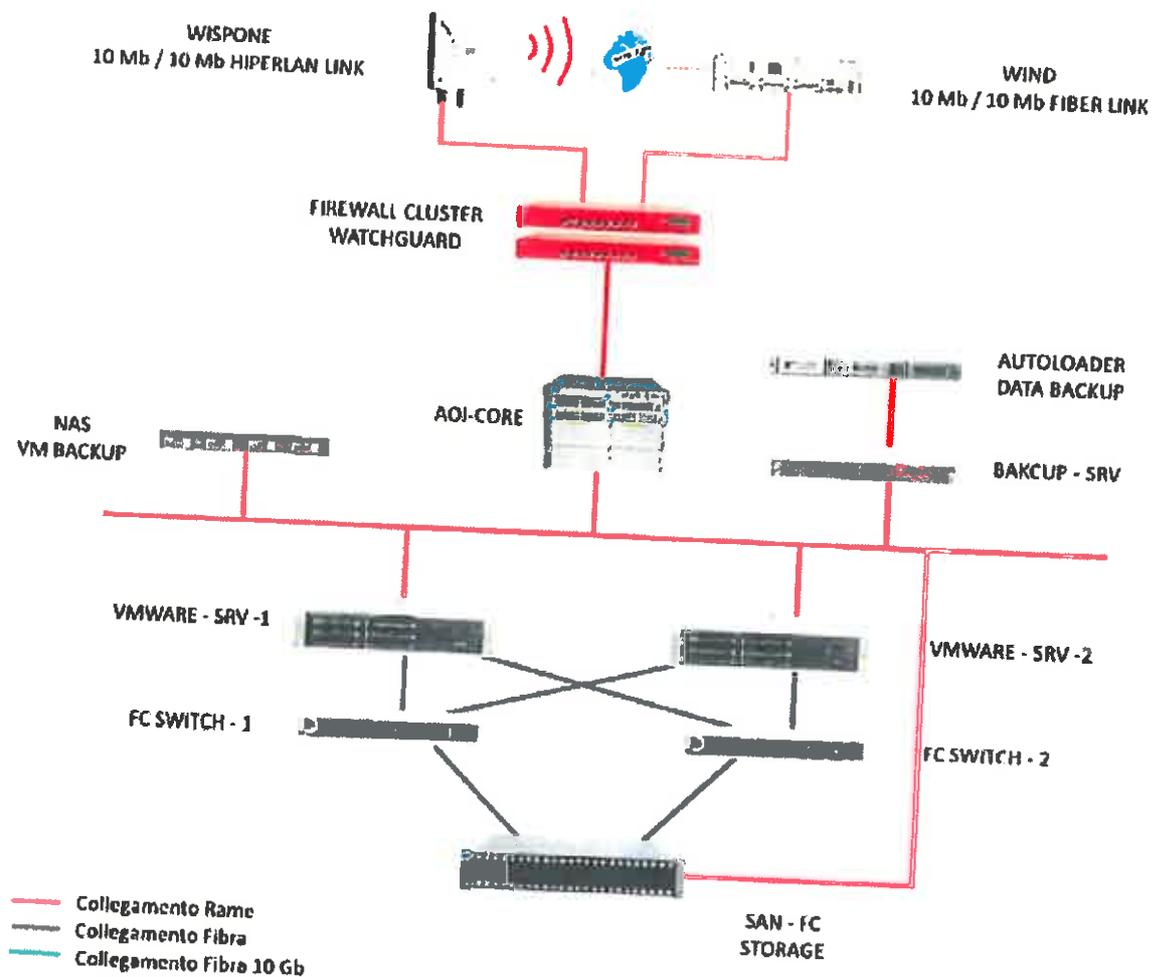 WISPONE
10 Mb / 10 Mb HIPERLAN LINK
WIND
10 Mb / 10 Mb FIBER LINK
FIREWALL CLUSTER
WATCHGUARD
AUTOLOADER
DATA BACKUP
AOI-CORE
NAS
VM BACKUP
BAKCUP - SRV
VMWARE - SRV -1
VMWARE - SRV -2
FC SWITCH - 1
FC SWITCH - 2
SAN - FC
STORAGE
Collegamento Rame
Collegamento Fibra
Collegamento Fibra 10 Gb